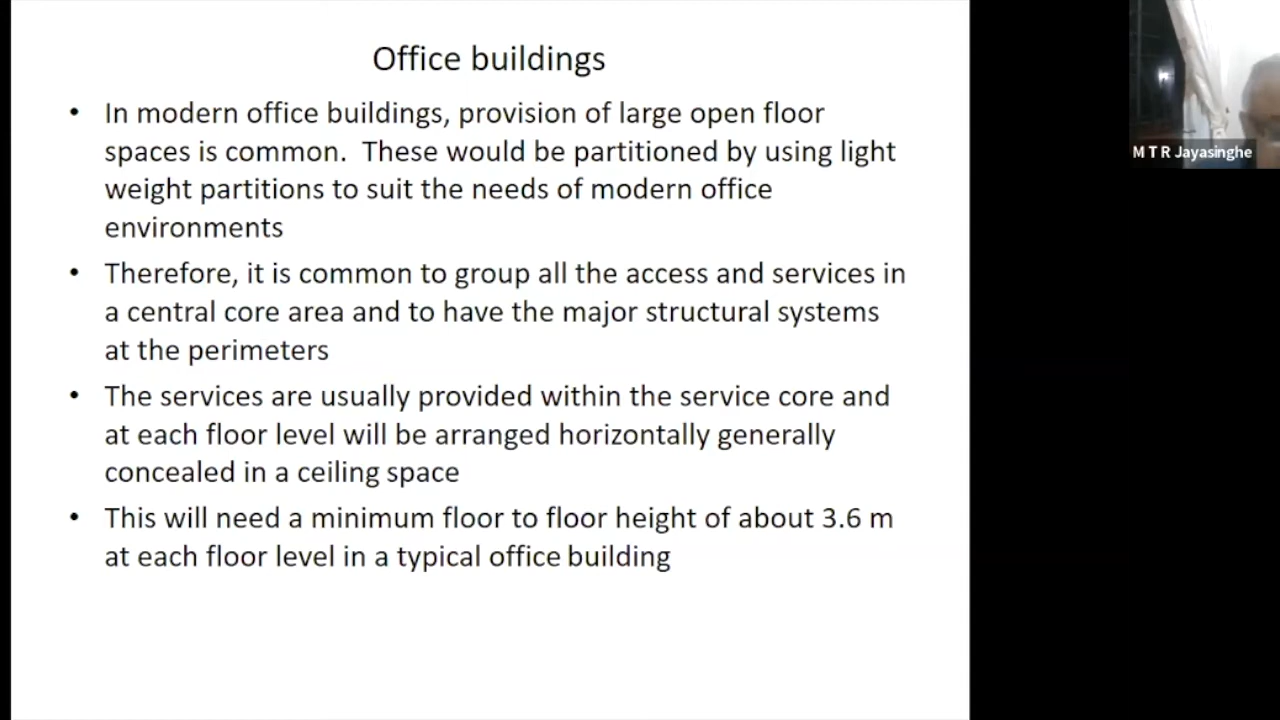 Office buildings
• In modern office buildings, provision of large open floor
spaces is common.  These would be partitioned by using light
weight partitions to suit the needs of modern office
environments
• Therefore, it is common to group all the access and services in
a central core area and to have the major structural systems
at the perimeters
• The services are usually provided within the service core and
at each floor level will be arranged horizontally generally
concealed in a ceiling space
• This will need a minimum floor to floor height of about 3.6 m
at each floor level in a typical office building
M T R Jayasinghe